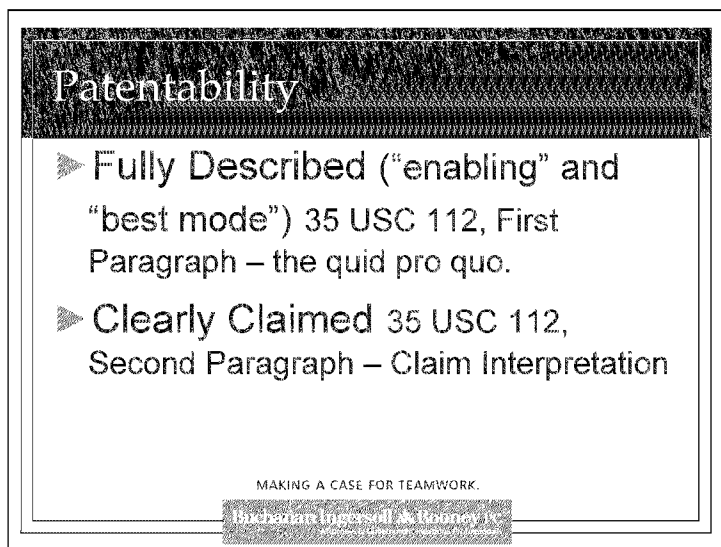 Patentability
Fully Described (“enabling” and
“best mode”) 35 USC 112, First
Paragraph – the quid pro quo.
Clearly Claimed 35 USC 112,
Second Paragraph – Claim Interpretation
MAKING A CASE FOR TEAMWORK.
Buchanan Ingersoll & Rooney PC